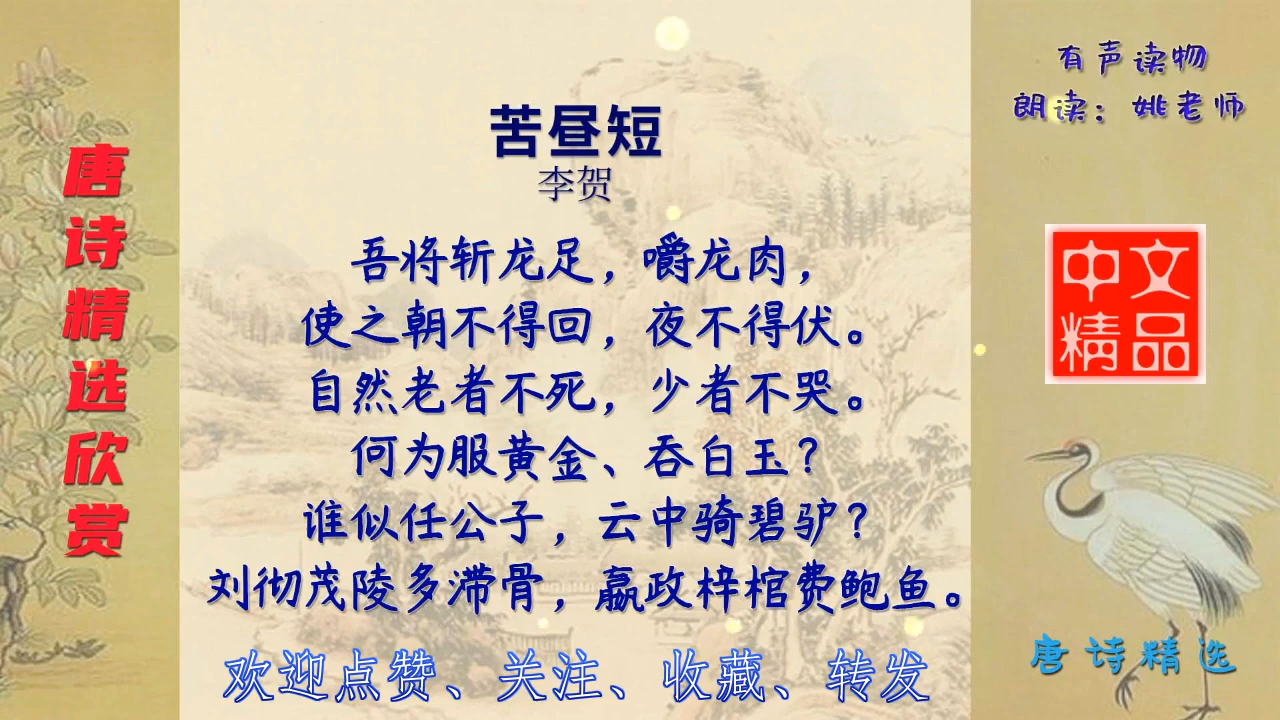 唐诗精选欣赏
苦昼短
李贺
吾将斩龙足，嚼龙肉，
使之朝不得回，夜不得伏。
自然老者不死，少者不哭。
何为服黄金、吞白玉？
谁似任公子，云中骑碧驴？
刘彻茂陵多滞骨，嬴政梓棺费鲍鱼。
欢迎点赞、关注、收藏、转发
有声读物
朗读：姚老师
中文
精品
唐诗精选